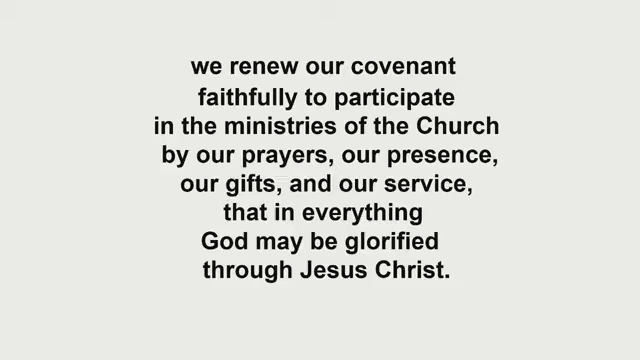 we renew our covenant
faithfully to participate
in the ministries of the Church
by our prayers, our presence,
our gifts, and our service,
that in everything
God may be glorified
through Jesus Christ.